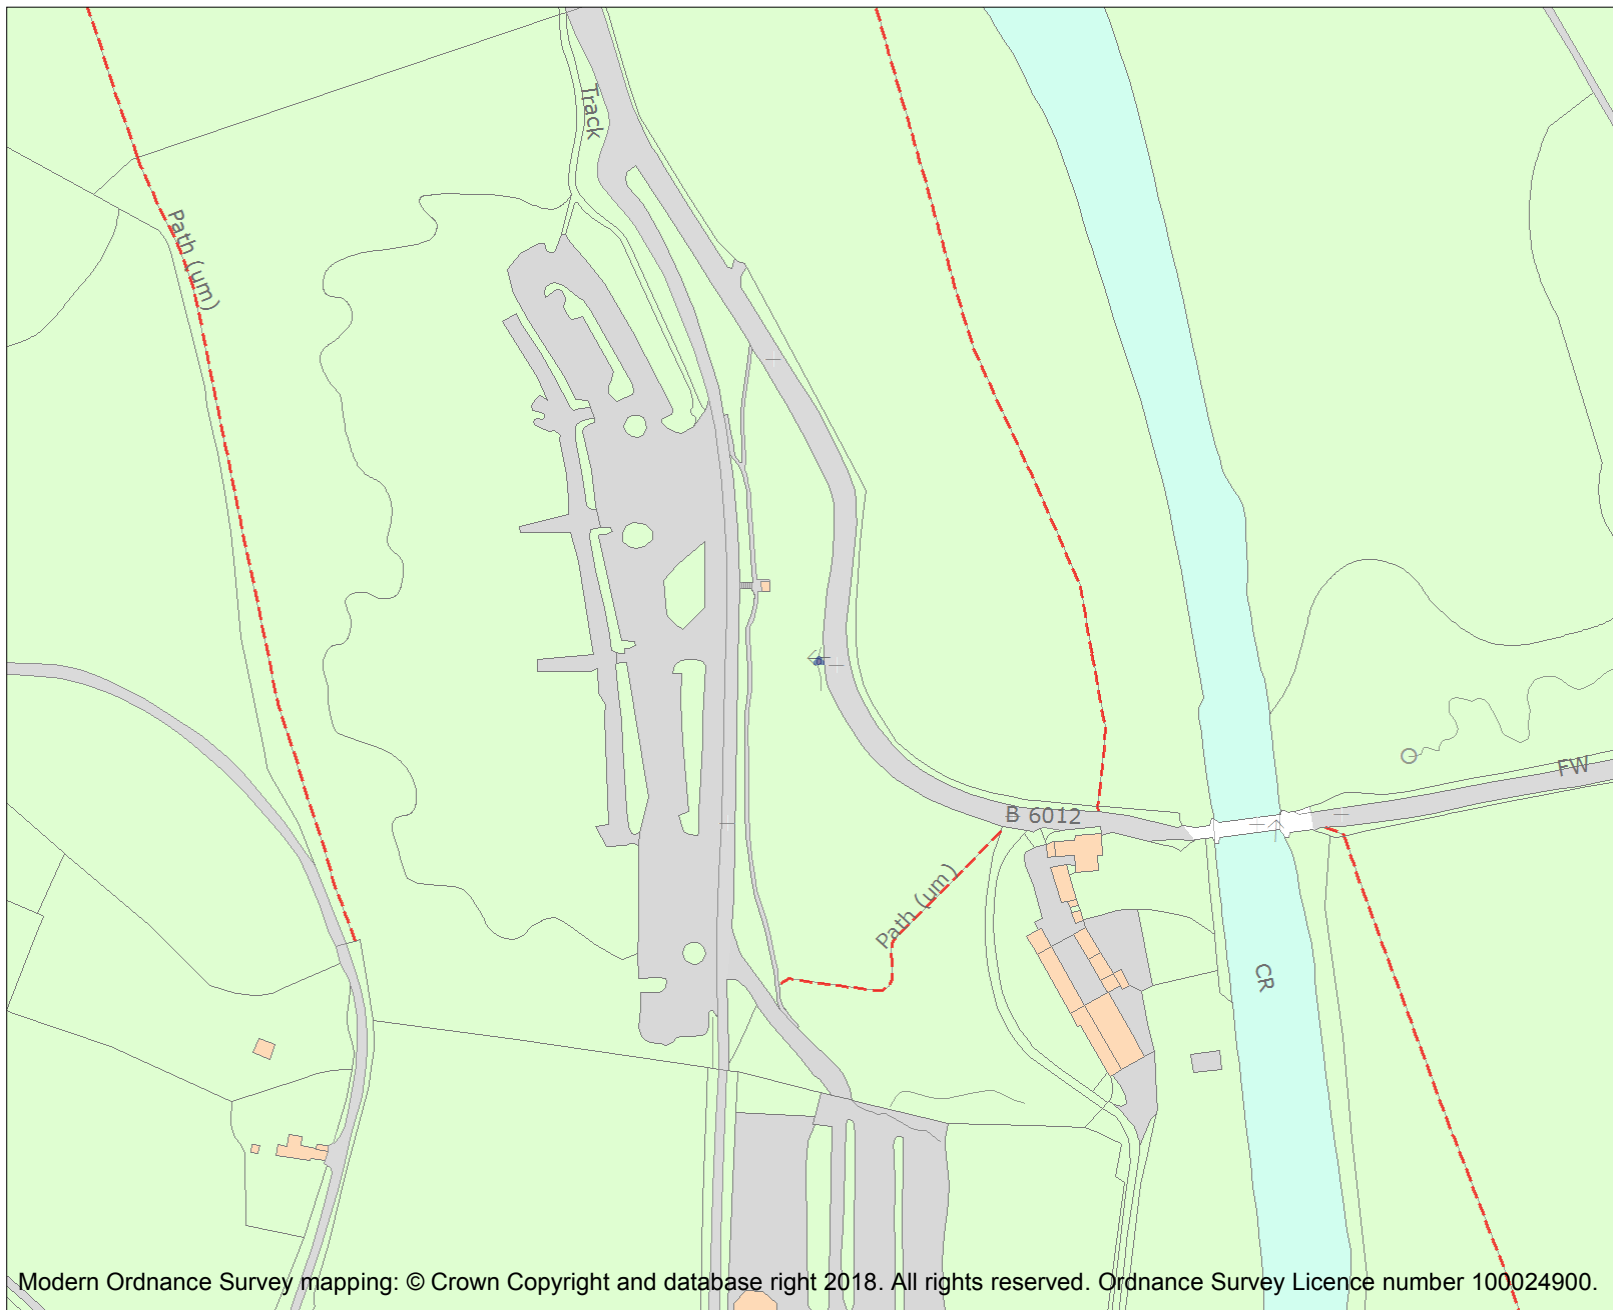 Track
Path (um)
FW
B 6012
Path (um)
CR
Modern Ordnance Survey mapping: © Crown Copyright and database right 2018. All rights reserved. Ordnance Survey Licence number 100024900.